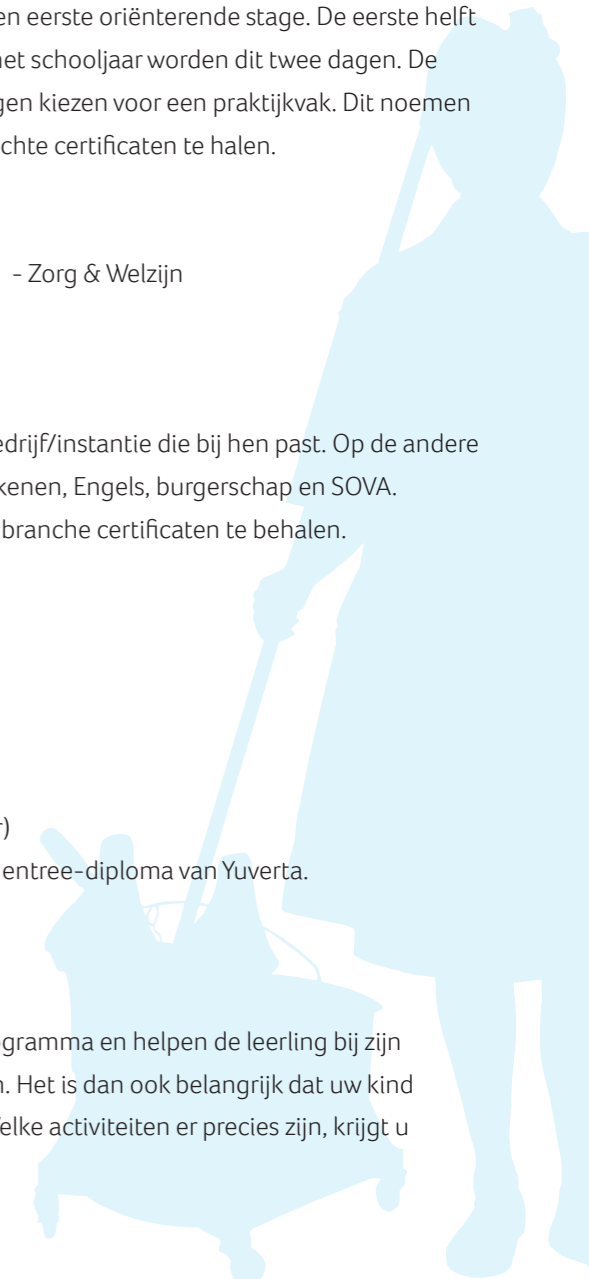 en eerste oriënterende stage. De eerste helft
het schooljaar worden dit twee dagen. De
gen kiezen voor een praktijkvak. Dit noemen
chte certificaten te halen.
- Zorg & Welzijn
edrijf/instantie die bij hen past. Op de andere
kenen, Engels, burgerschap en SOVA.
branche certificaten te behalen.
r)
entree-diploma van Yuverta.
gramma en helpen de leerling bij zijn
n. Het is dan ook belangrijk dat uw kind
elke activiteiten er precies zijn, krijgt u